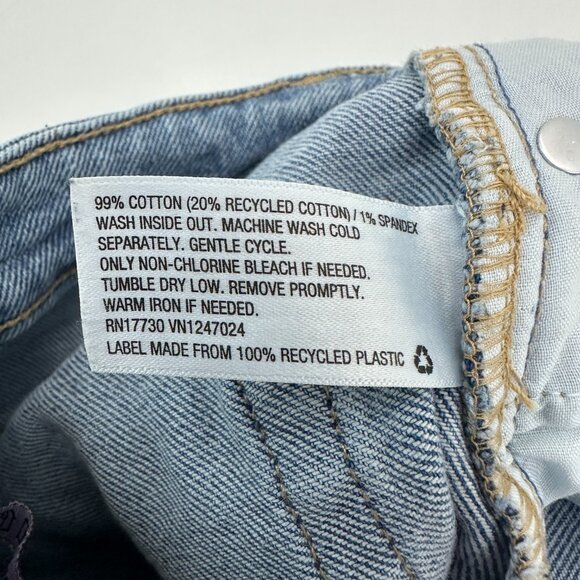 99% COTTON (20% RECYCLED COTTON) / 1% SPANDEX
WASH INSIDE OUT. MACHINE WASH COLD
SEPARATELY. GENTLE CYCLE.
ONLY NON-CHLORINE BLEACH IF NEEDED.
TUMBLE DRY LOW. REMOVE PROMPTLY.
WARM IRON IF NEEDED.
RN17730 VN1247024
LABEL MADE FROM 100% RECYCLED PLASTIC